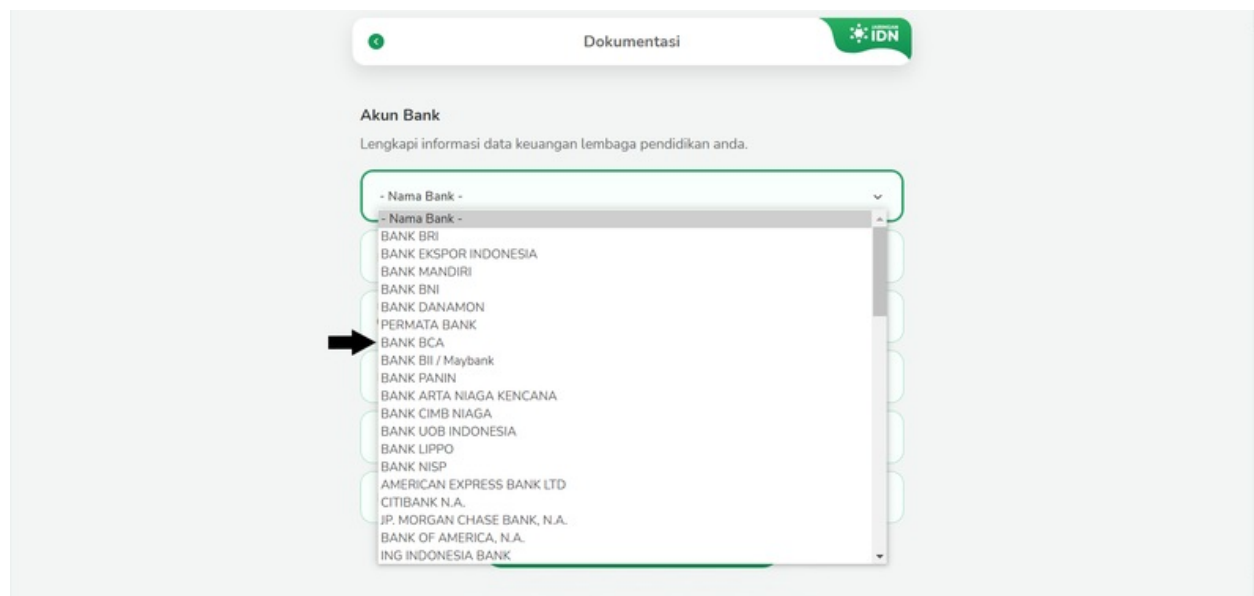 Dokumentasi
JARINGAN
IDN
Akun Bank
Lengkapi informasi data keuangan lembaga pendidikan anda.
- Nama Bank -
- Nama Bank -
BANK BRI
BANK EKSPOR INDONESIA
BANK MANDIRI
BANK BNI
BANK DANAMON
PERMATA BANK
BANK BCA
BANK BII / Maybank
BANK PANIN
BANK ARTA NIAGA KENCANA
BANK CIMB NIAGA
BANK UOB INDONESIA
BANK LIPPO
BANK NISP
AMERICAN EXPRESS BANK LTD
CITIBANK N.A.
JP. MORGAN CHASE BANK, N.A.
BANK OF AMERICA, N.A.
ING INDONESIA BANK